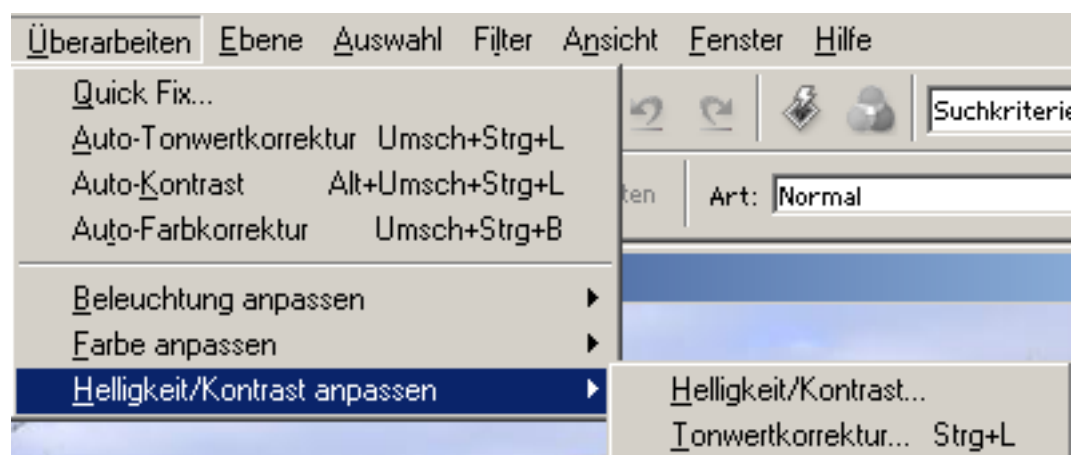 Überarbeiten Ebene Auswahl Filter Ansicht Fenster Hilfe
Quick Fix...
Auto-Tonwertkorrektur Umsch+Strg+L
Auto-Kontrast Alt+Umsch+Strg+L
Auto-Farbkorrektur Umsch+Strg+B
Beleuchtung anpassen
Farbe anpassen
Helligkeit/Kontrast anpassen
Suchkriterie
ten Art: Normal
Helligkeit/Kontrast...
Tonwertkorrektur... Strg+L